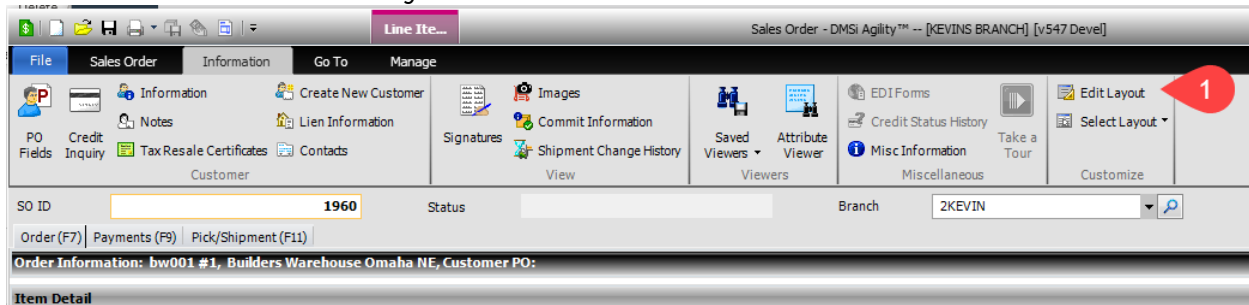 Delete
Line Ite...
Sales Order - DMSi Agility™ -- [KEVINS BRANCH] [v547 Devel]
File Sales Order Information Go To Manage
PO Fields
Credit Inquiry
Information
Notes
Tax Resale Certificates
Create New Customer
Lien Information
Contacts
Customer
Signatures
Images
Commit Information
Shipment Change History
View
Saved Viewers
Attribute Viewer
Viewers
EDI Forms
Credit Status History
Misc Information
Take a Tour
Miscellaneous
Edit Layout
Select Layout
Customize
1
SO ID 1960 Status Branch 2KEVIN
Order (F7) Payments (F9) Pick/Shipment (F11)
Order Information: bw001 #1, Builders Warehouse Omaha NE, Customer PO:
Item Detail